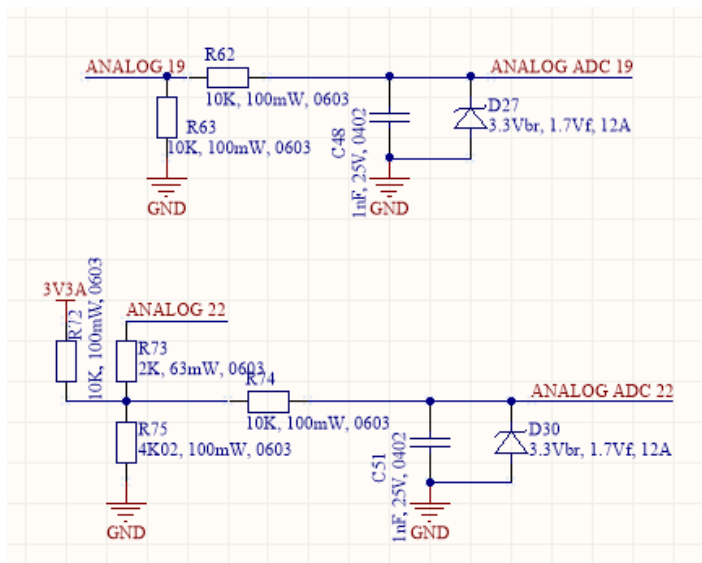 R62
ANALOG 19
ANALOG ADC 19
10K, 100mW, 0603
R63
10K, 100mW, 0603
C48
1nF, 25V, 0402
D27
3.3Vbr, 1.7Vf, 12A
GND
GND
3V3A
R72
10K, 100mW, 0603
ANALOG 22
R73
2K, 63mW, 0603
R74
10K, 100mW, 0603
ANALOG ADC 22
R75
4K02, 100mW, 0603
C51
1nF, 25V, 0402
D30
3.3Vbr, 1.7Vf, 12A
GND
GND